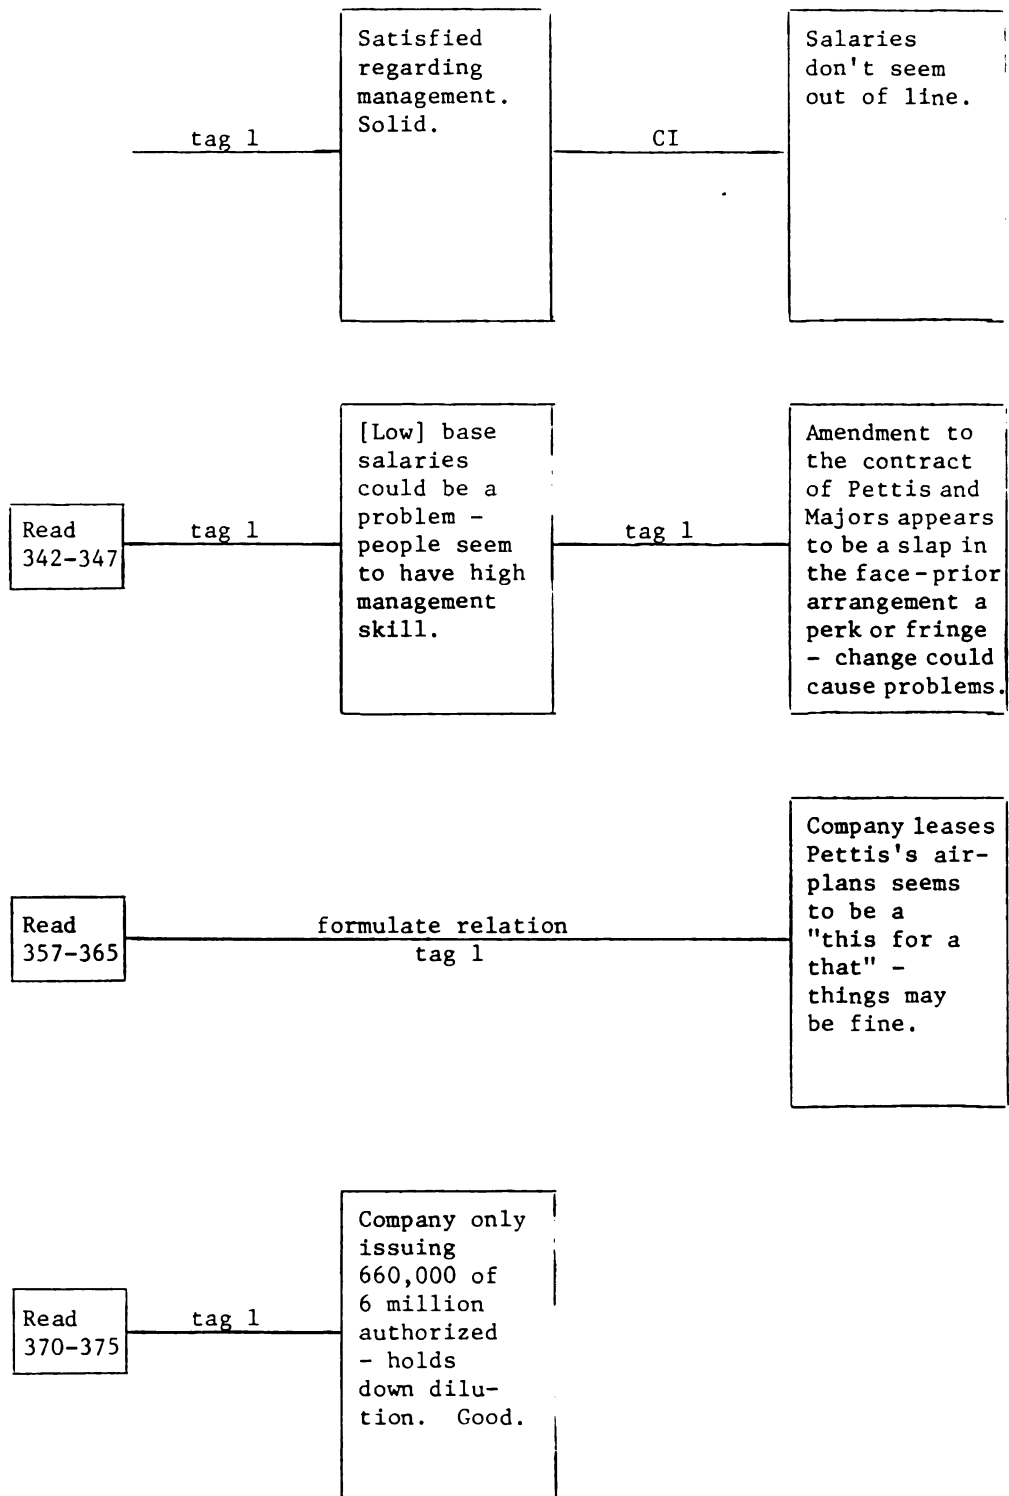 tag 1
Satisfied
regarding
management.
Solid.
CI
Salaries
don't seem
out of line.
Read
342-347
tag 1
[Low] base
salaries
could be a
problem -
people seem
to have high
management
skill.
tag 1
Amendment to
the contract
of Pettis and
Majors appears
to be a slap in
the face-prior
arrangement a
perk or fringe
- change could
cause problems.
Read
357-365
formulate relation
tag 1
Company leases
Pettis's air-
plans seems
to be a
"this for a
that" -
things may
be fine.
Read
370-375
tag 1
Company only
issuing
660,000 of
6 million
authorized
- holds
down dilu-
tion. Good.